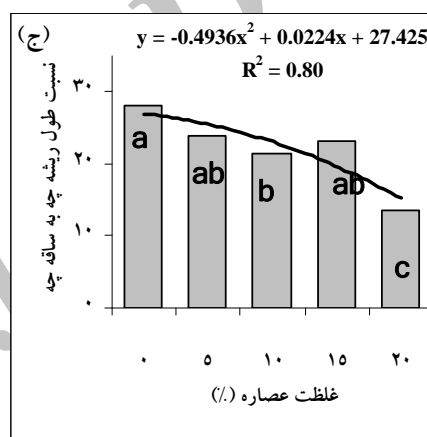 (ج)
y = -0.4936x² + 0.0224x + 27.425
R² = 0.80
نسبت طول ریشه چه به ساقه چه
۳۰
۲۰
۱۰
۰
a
ab
b
ab
c
۰ ۵ ۱۰ ۱۵ ۲۰
غلظت عصاره (٪)